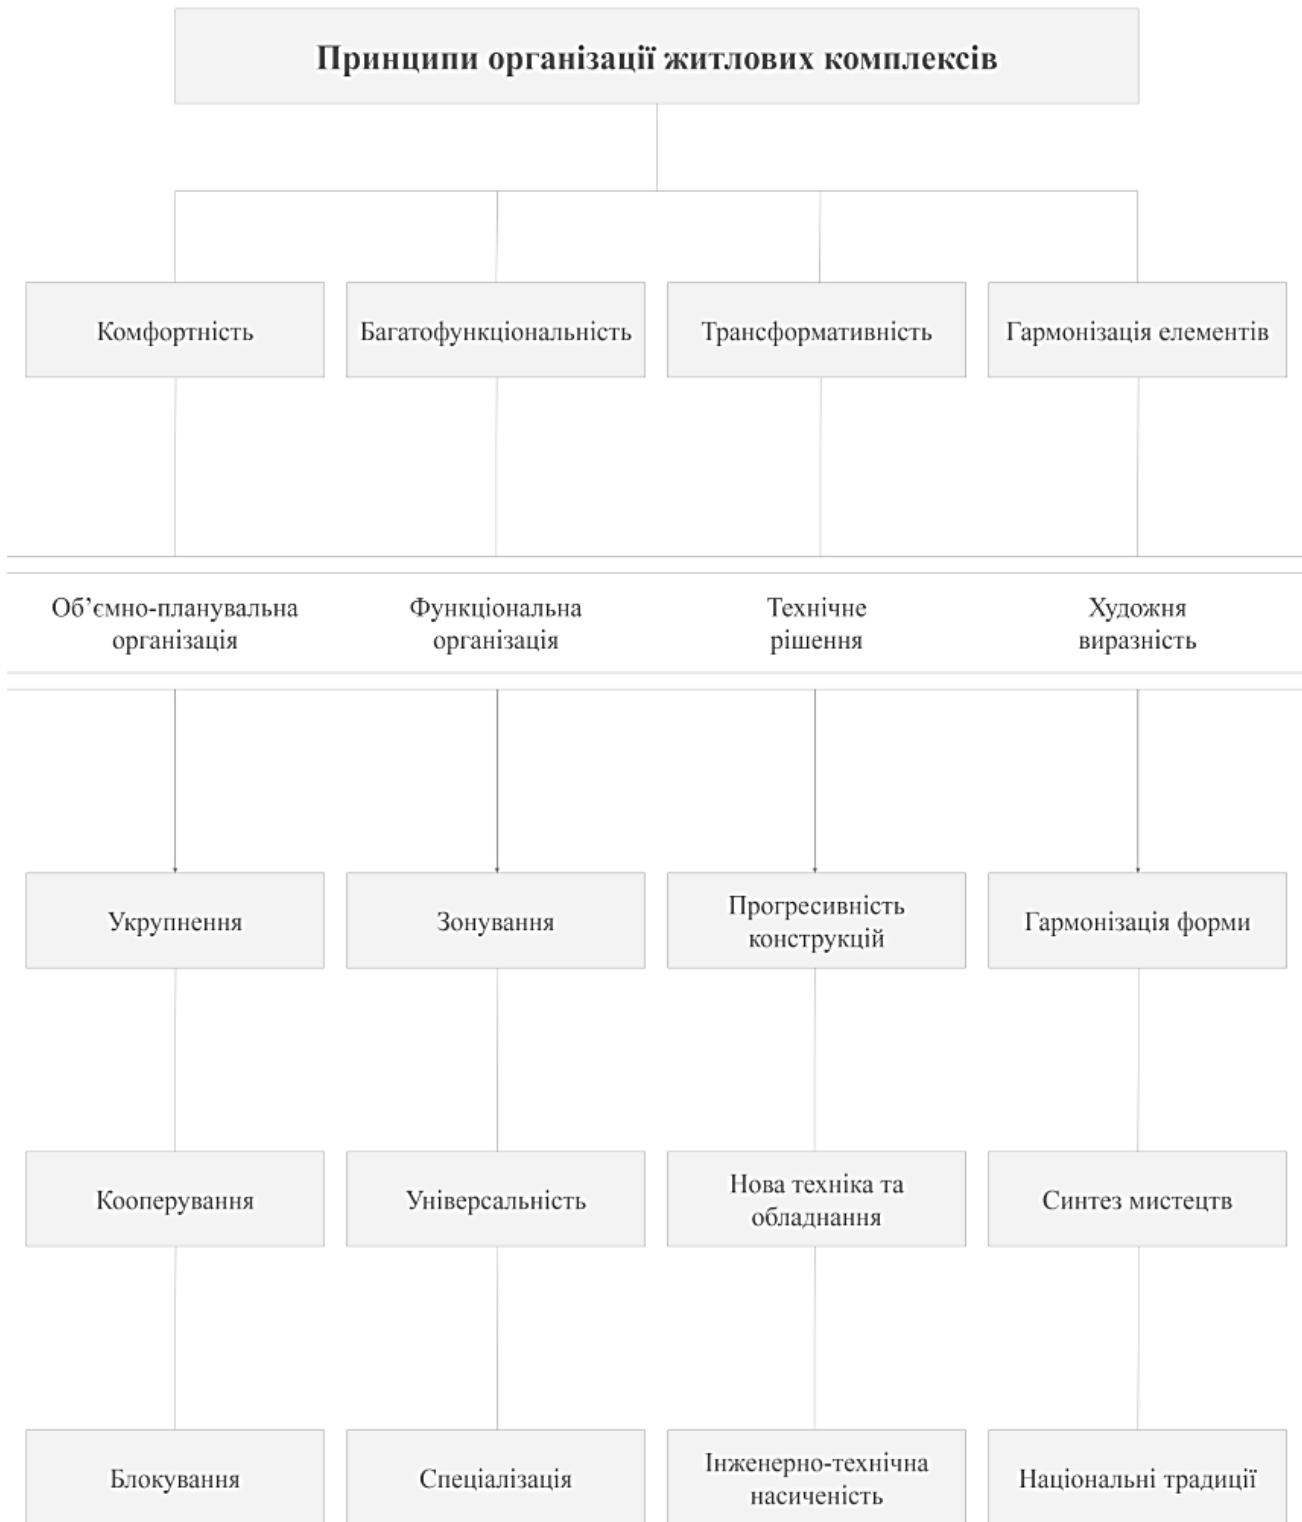 Принципи організації житлових комплексів
Комфортність
Багатофункціональність
Трансформативність
Гармонізація елементів
Об’ємно-планувальна
організація
Функціональна
організація
Технічне
рішення
Художня
виразність
Укрупнення
Зонування
Прогресивність
конструкцій
Гармонізація форми
Кооперування
Універсальність
Нова техніка та
обладнання
Синтез мистецтв
Блокування
Спеціалізація
Інженерно-технічна
насиченість
Національні традиції